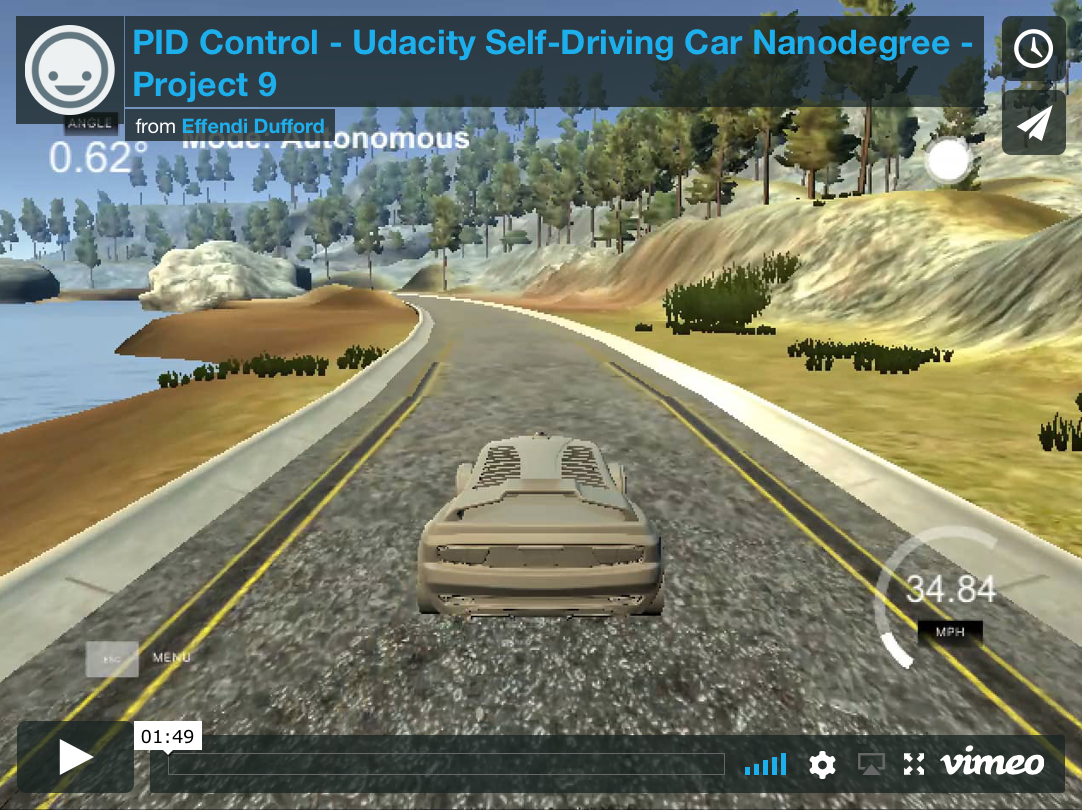 PID Control - Udacity Self-Driving Car Nanodegree -
Project 9
from Effendi Dufford
ANGLE
0.62°
Mode: Autonomous
34.84
MPH
ESC
MENU
01:49
vimeo